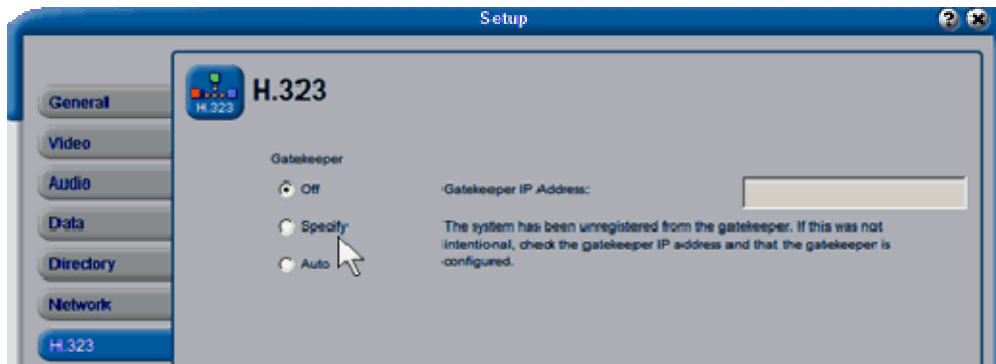 Setup
H.323
H.323
General
Video
Audio
Data
Directory
Network
H.323
Gatekeeper
Off
Specify
Auto
Gatekeeper IP Address:
The system has been unregistered from the gatekeeper. If this was not
intentional, check the gatekeeper IP address and that the gatekeeper is
configured.